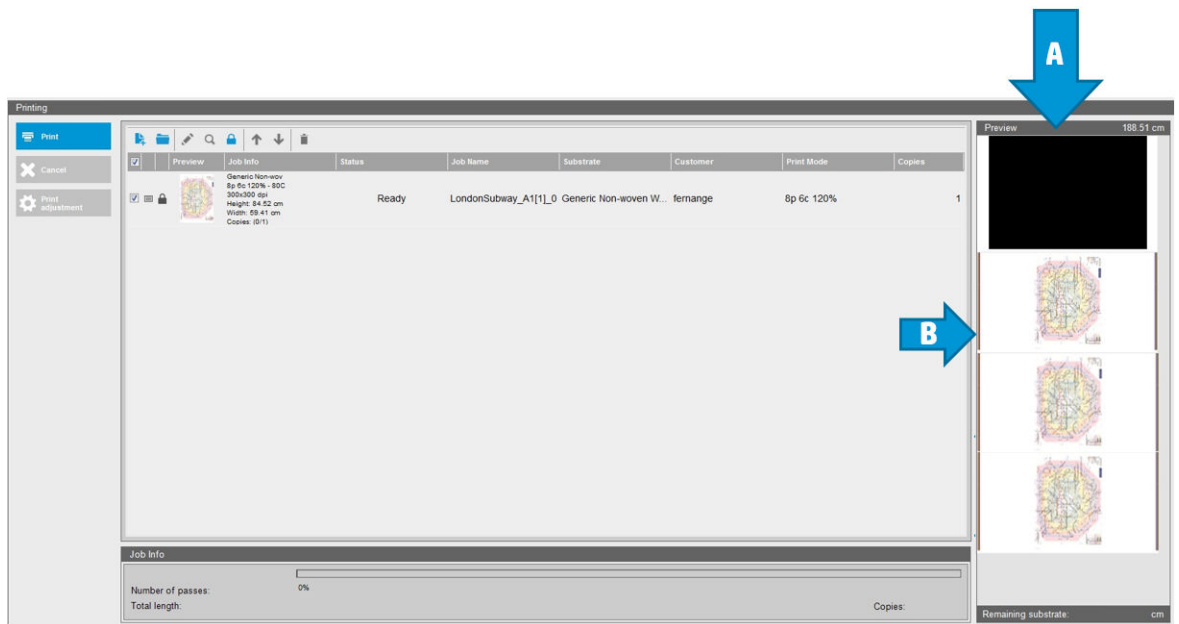 A
Printing
Print
Cancel
Print
adjustment
Preview Job Info Status Job Name Substrate Customer Print Mode Copies
Generic Non-wov
8p 6c 120% - 80C
300x300 dpi
Height: 84.52 cm
Width: 59.41 cm
Copies: (0/1)
Ready LondonSubway_A1[1]_0 Generic Non-woven W... fernange 8p 6c 120% 1
Preview 188.51 cm
B
Job Info
0%
Number of passes:
Total length: Copies:
Remaining substrate: cm